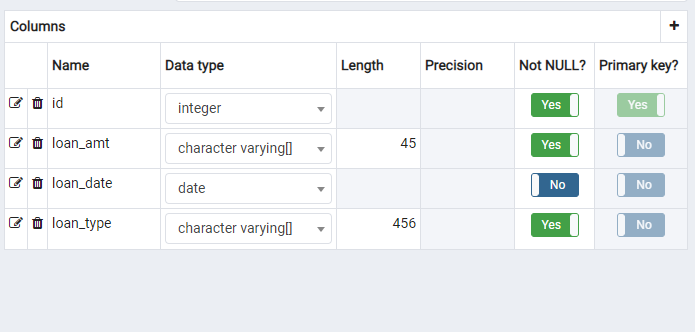 Columns +
Name Data type Length Precision Not NULL? Primary key?
id integer Yes Yes
loan_amt character varying[] 45 Yes No
loan_date date No No
loan_type character varying[] 456 Yes No